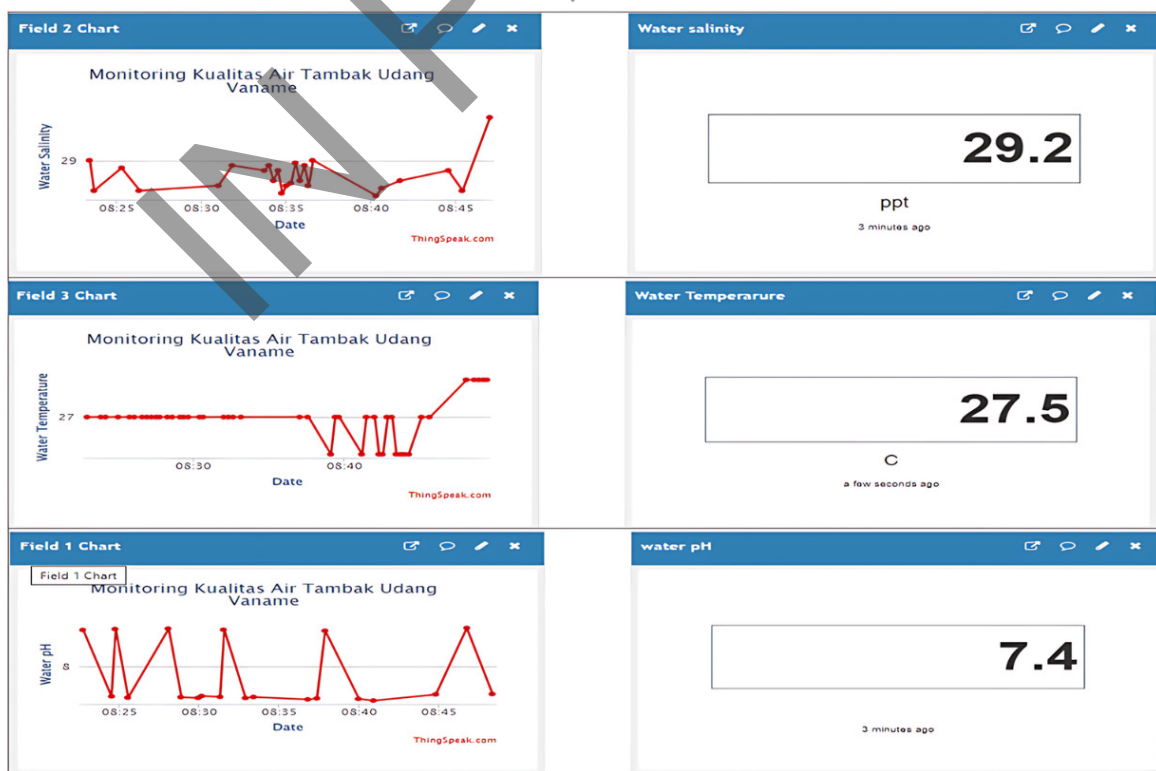 Field 2 Chart
Monitoring Kualitas Air Tambak Udang
Vaname
Water Salinity
29
08:25 08:30 08:35 08:40 08:45
Date
ThingSpeak.com
Water salinity
29.2
ppt
3 minutes ago
Field 3 Chart
Monitoring Kualitas Air Tambak Udang
Vaname
Water Temperature
27
08:30 08:40
Date
ThingSpeak.com
Water Temperarure
27.5
C
a few seconds ago
Field 1 Chart
Field 1 Chart
Monitoring Kualitas Air Tambak Udang
Vaname
Water pH
8
08:25 08:30 08:35 08:40 08:45
Date
ThingSpeak.com
water pH
7.4
3 minutes ago